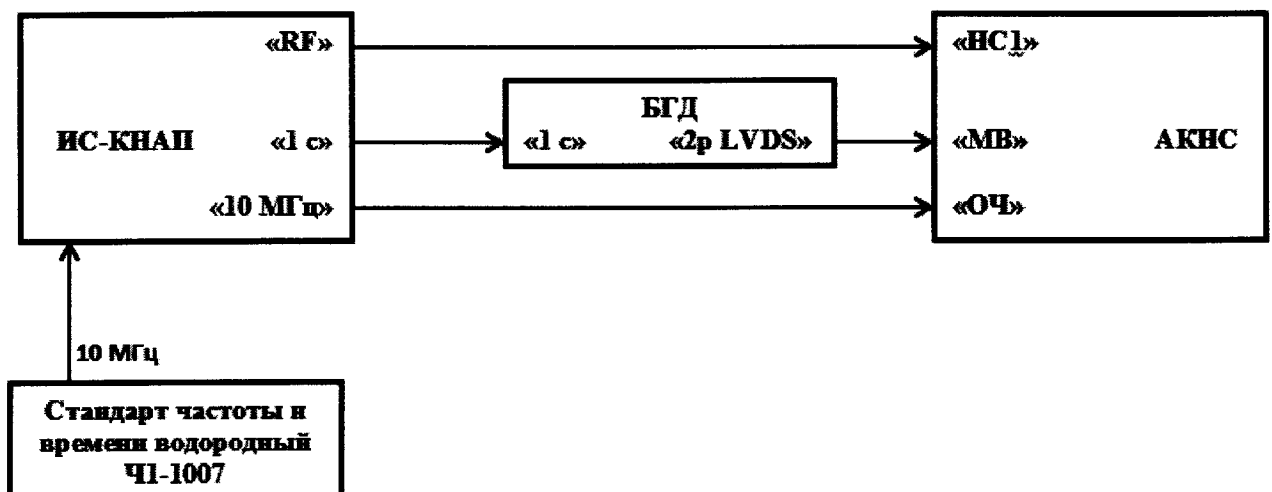 «RF»
«НС1»
БГД
ИС-КНАП
«1 с»
«1 с»
«2р LVDS»
«МВ»
АКНС
«10 МГц»
«ОЧ»
10 МГц
Стандарт частоты и
времени водородный
Ч1-1007